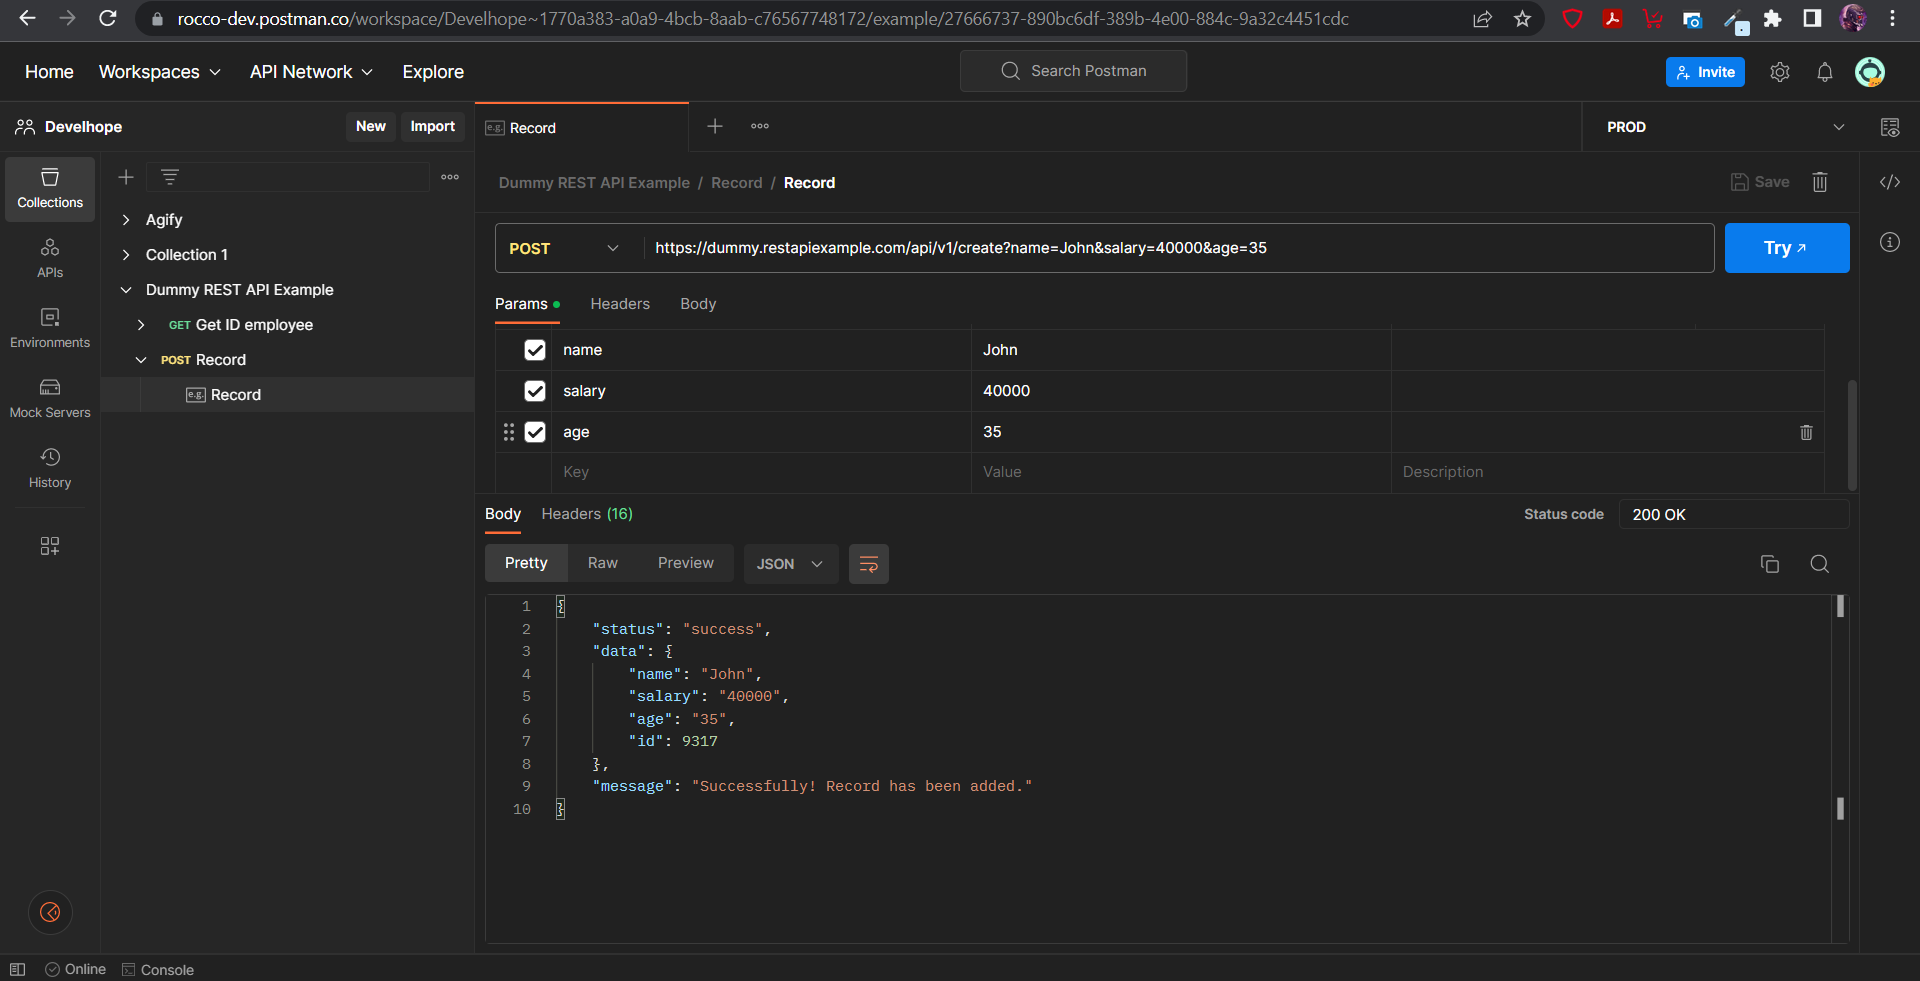 rocco-dev.postman.co/workspace/Develhope~1770a383-a0a9-4bcb-8aab-c76567748172/example/27666737-890bc6df-389b-4e00-884c-9a32c4451cdc
Home Workspaces API Network Explore Search Postman Invite
Develhope New Import e.g. Record PROD
Collections
APIs
Environments
Mock Servers
History
Agify
Collection 1
Dummy REST API Example
GET Get ID employee
POST Record
e.g. Record
Dummy REST API Example / Record / Record Save
POST https://dummy.restapiexample.com/api/v1/create?name=John&salary=40000&age=35 Try
Params Headers Body
name John
salary 40000
age 35
Key Value Description
Body Headers (16) Status code 200 OK
Pretty Raw Preview JSON
1 {
2 "status": "success",
3 "data": {
4 "name": "John",
5 "salary": "40000",
6 "age": "35",
7 "id": 9317
8 },
9 "message": "Successfully! Record has been added."
10 }
Online Console